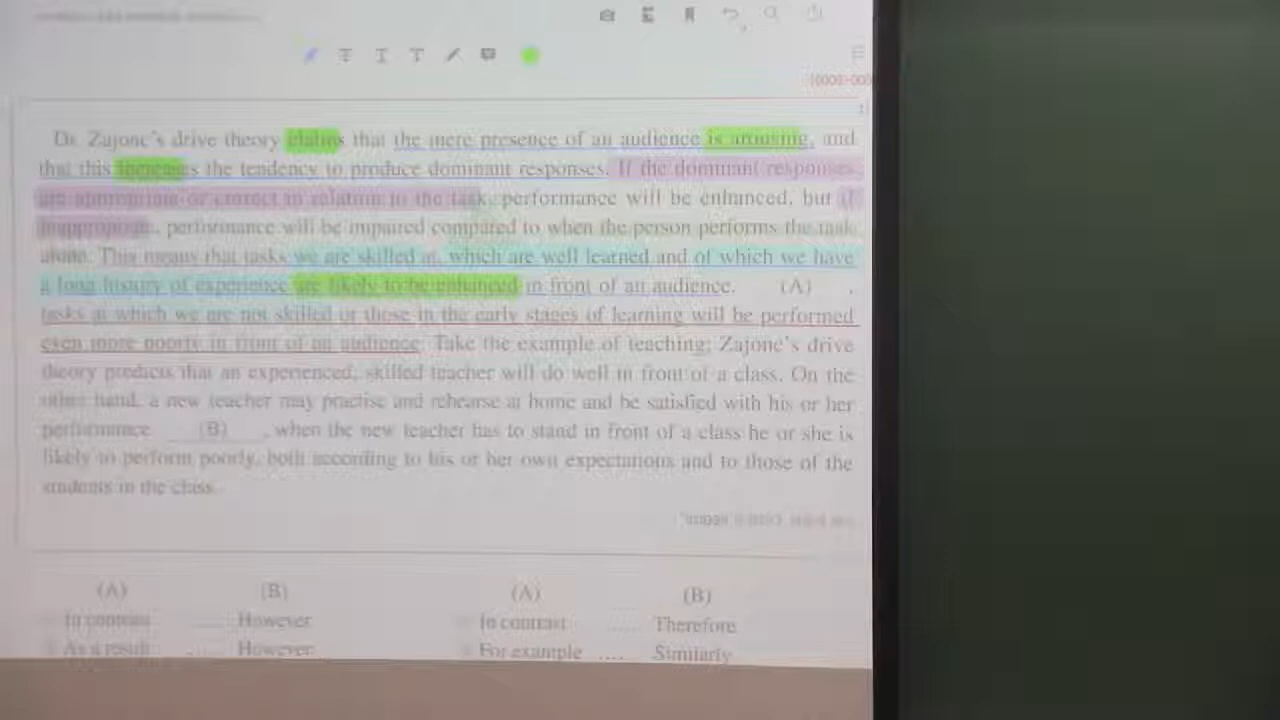 Dr. Zajonc's drive theory claims that the mere presence of an audience is arousing, and
that this increases the tendency to produce dominant responses. If the dominant responses
are appropriate or correct in relation to the task, performance will be enhanced, but if
inappropriate, performance will be impaired compared to when the person performs the task
alone. This means that tasks we are skilled at, which are well learned and of which we have
a long history of experience are likely to be enhanced in front of an audience. (A) ,
tasks at which we are not skilled or those in the early stages of learning will be performed
even more poorly in front of an audience. Take the example of teaching: Zajonc's drive
theory predicts that an experienced, skilled teacher will do well in front of a class. On the
other hand, a new teacher may practise and rehearse at home and be satisfied with his or her
performance. (B) , when the new teacher has to stand in front of a class he or she is
likely to perform poorly, both according to his or her own expectations and to those of the
students in the class.
(A) (B) (A) (B)
In contrast ...... However In contrast ...... Therefore
As a result ...... However For example ...... Similarly